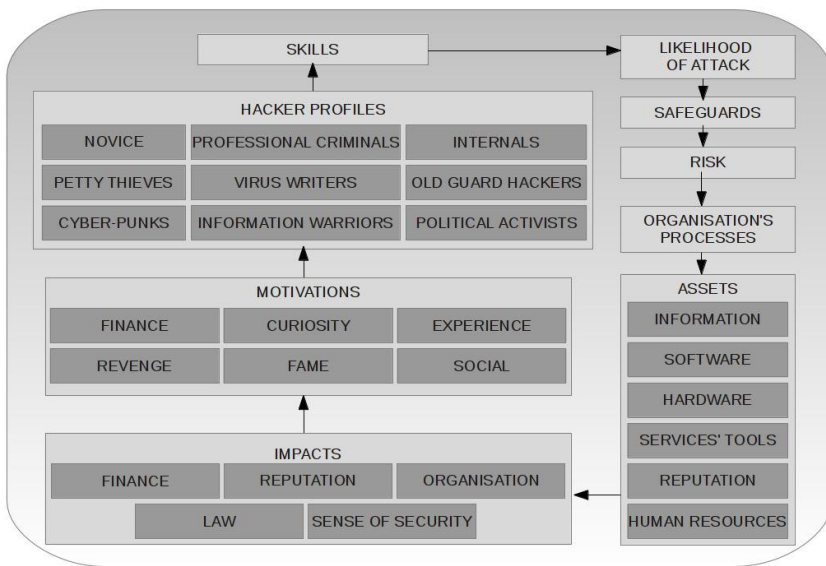 SKILLS
LIKELIHOOD
OF ATTACK
HACKER PROFILES
NOVICE
PROFESSIONAL CRIMINALS
INTERNALS
PETTY THIEVES
VIRUS WRITERS
OLD GUARD HACKERS
CYBER-PUNKS
INFORMATION WARRIORS
POLITICAL ACTIVISTS
SAFEGUARDS
RISK
ORGANISATION'S
PROCESSES
MOTIVATIONS
FINANCE
CURIOSITY
EXPERIENCE
REVENGE
FAME
SOCIAL
ASSETS
INFORMATION
SOFTWARE
HARDWARE
SERVICES' TOOLS
REPUTATION
HUMAN RESOURCES
IMPACTS
FINANCE
REPUTATION
ORGANISATION
LAW
SENSE OF SECURITY